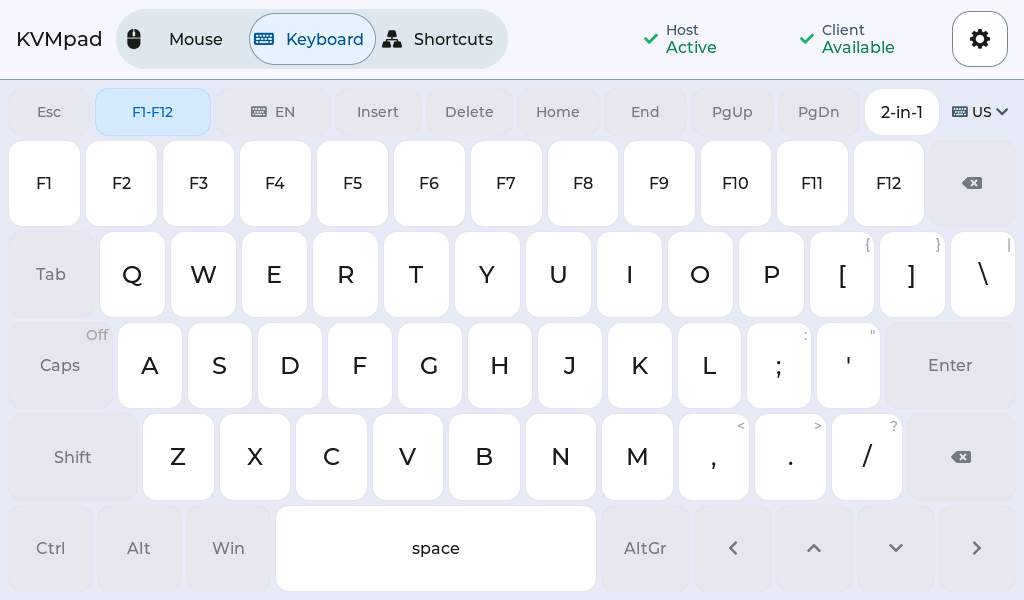 KVMpad Mouse Keyboard Shortcuts
Host
Active
Client
Available
Esc F1-F12 EN Insert Delete Home End PgUp PgDn 2-in-1 US
F1 F2 F3 F4 F5 F6 F7 F8 F9 F10 F11 F12
Tab Q W E R T Y U I O P { [ } ] | \
Off
Caps A S D F G H J K L : ; " ' Enter
Shift Z X C V B N M < , > . ? /
Ctrl Alt Win space AltGr